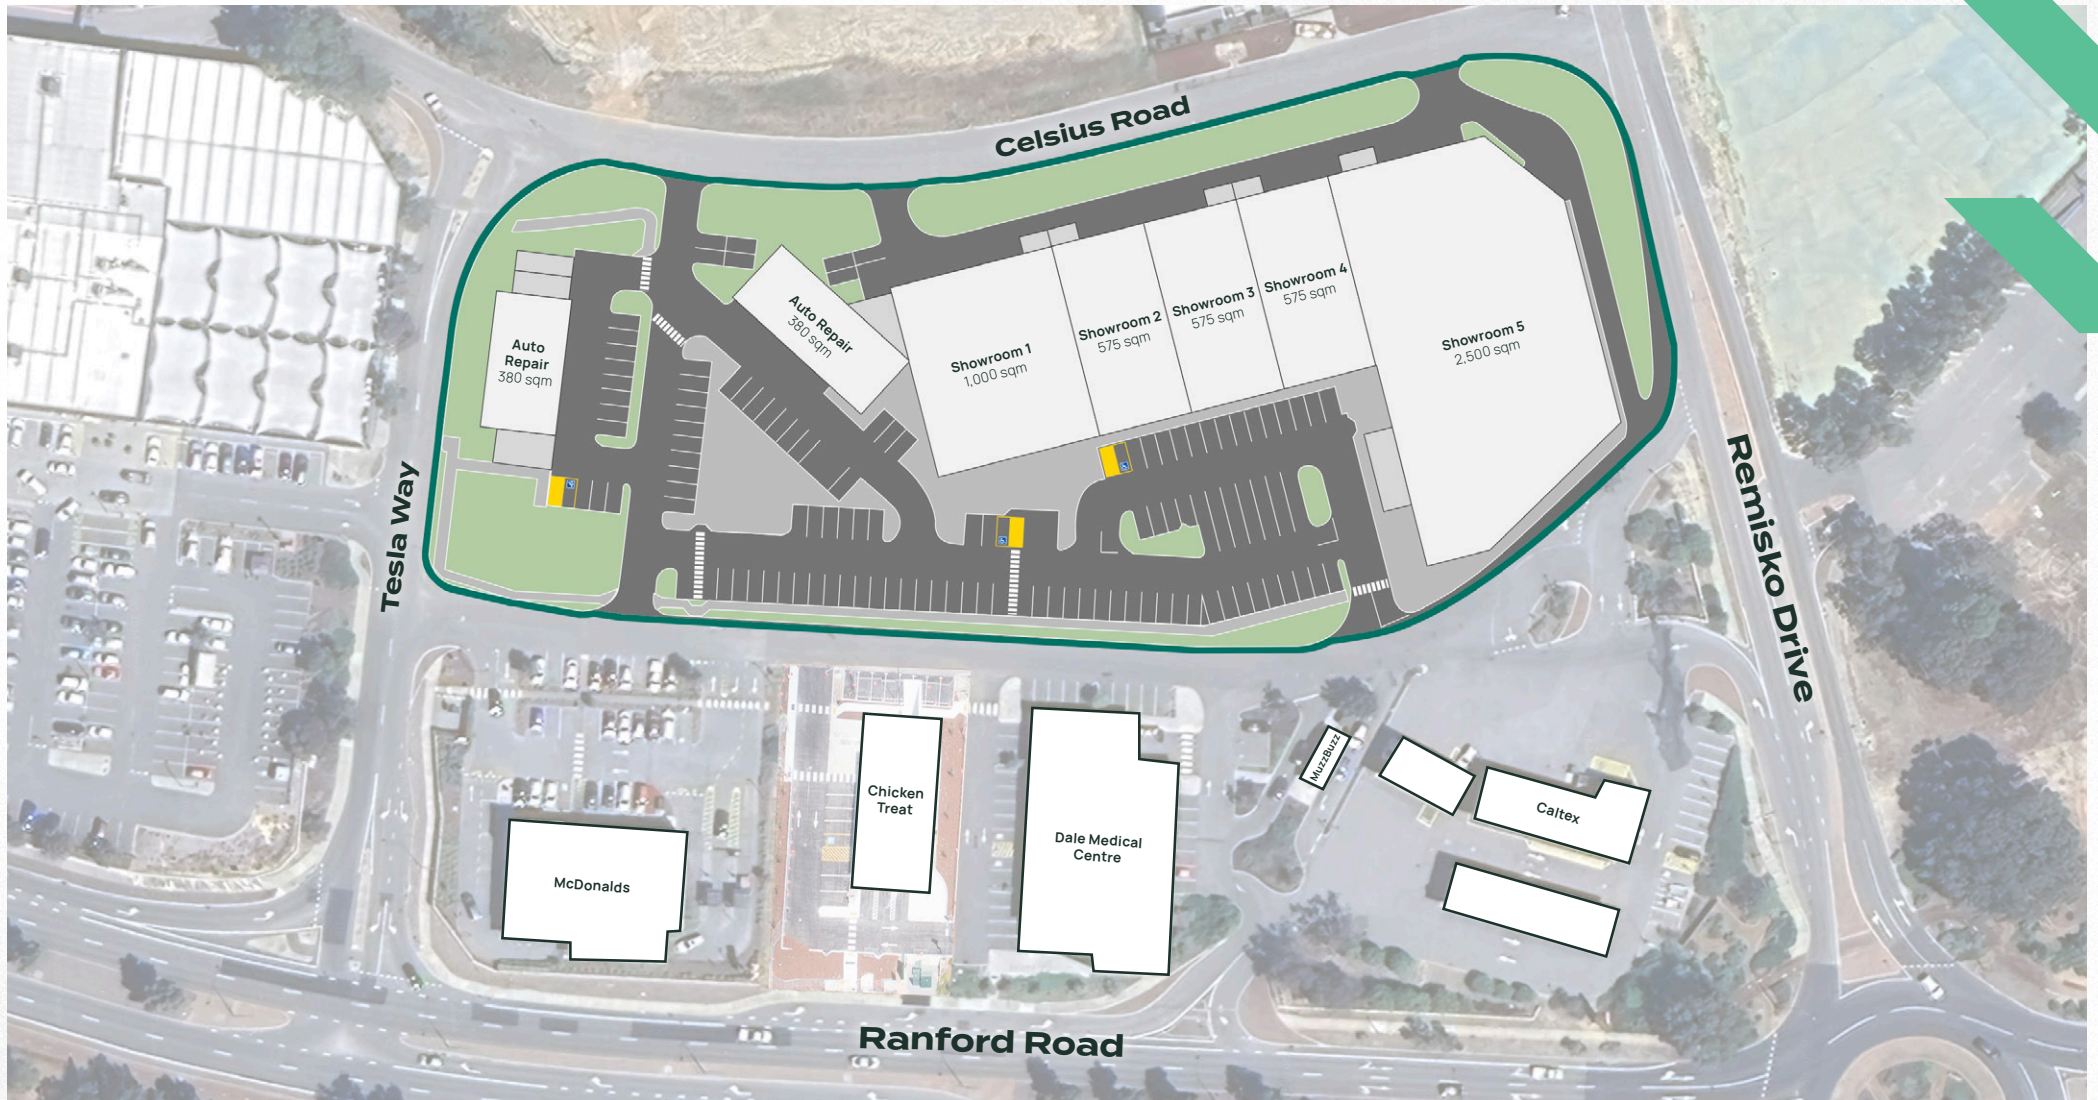 Celsius Road
Auto
Repair
380 sqm
Auto Repair
380 sqm
Showroom 1
1,000 sqm
Showroom 2
575 sqm
Showroom 3
575 sqm
Showroom 4
575 sqm
Showroom 5
2,500 sqm
Tesla Way
Remisko Drive
McDonalds
Chicken
Treat
Dale Medical
Centre
MuzzBuzz
Caltex
Ranford Road